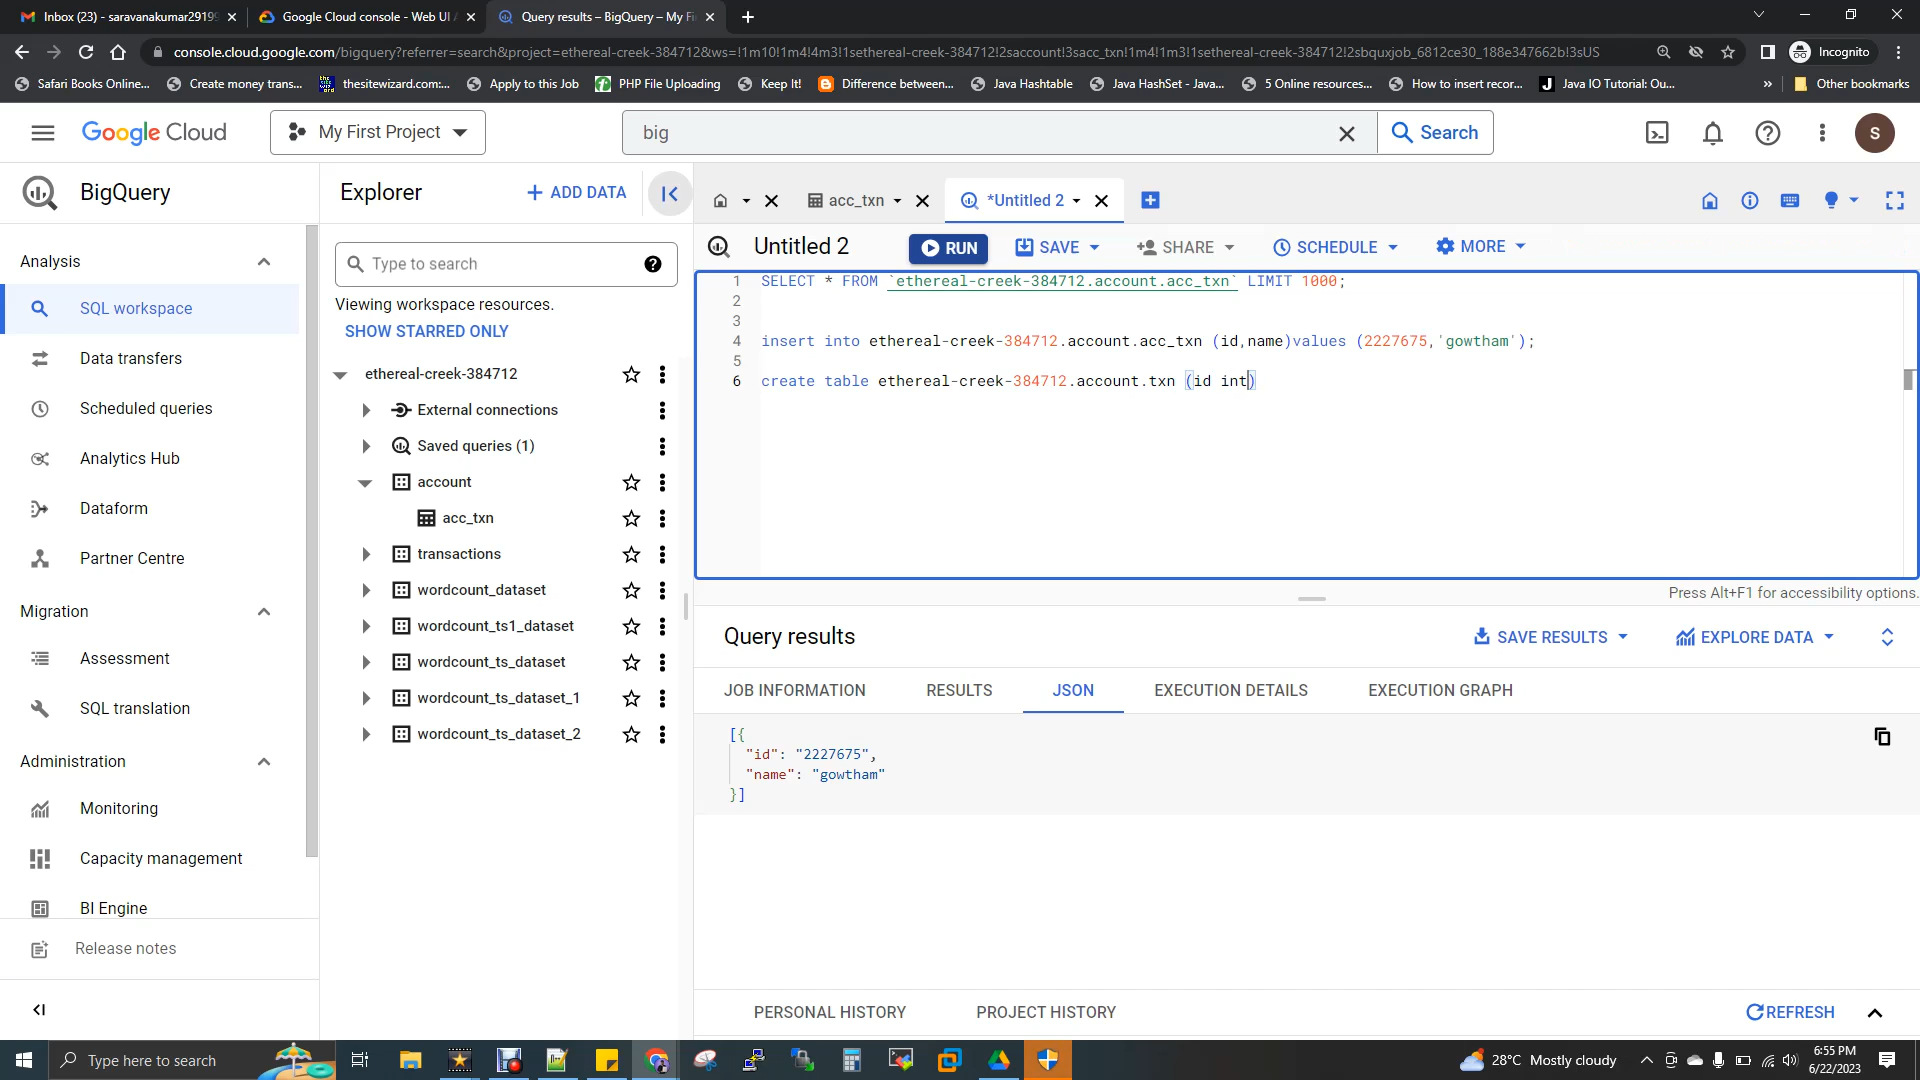 Inbox (23) - saravanakumar29199
Google Cloud console - Web UI A
Query results – BigQuery – My Fi
console.cloud.google.com/bigquery?referrer=search&project=ethereal-creek-384712&ws=!1m10!1m4!4m3!1sethereal-creek-384712!2saccount!3sacc_txn!1m4!1m3!1sethereal-creek-384712!2sbquxjob_6812ce30_188e347662b!3sUS
Incognito
Safari Books Online...
Create money trans...
thesitewizard.com:...
Apply to this Job
PHP File Uploading
Keep It!
Difference between...
Java Hashtable
Java HashSet - Java...
5 Online resources...
How to insert recor...
Java IO Tutorial: Ou...
»
Other bookmarks
Google Cloud
My First Project
big
Search
S
BigQuery
Explorer
+ ADD DATA
acc_txn
*Untitled 2
Analysis
SQL workspace
Data transfers
Scheduled queries
Analytics Hub
Dataform
Partner Centre
Migration
Assessment
SQL translation
Administration
Monitoring
Capacity management
BI Engine
Release notes
Type to search
Viewing workspace resources.
SHOW STARRED ONLY
ethereal-creek-384712
External connections
Saved queries (1)
account
acc_txn
transactions
wordcount_dataset
wordcount_ts1_dataset
wordcount_ts_dataset
wordcount_ts_dataset_1
wordcount_ts_dataset_2
Untitled 2
RUN
SAVE
SHARE
SCHEDULE
MORE
1 SELECT * FROM `ethereal-creek-384712.account.acc_txn` LIMIT 1000;
2
3
4 insert into ethereal-creek-384712.account.acc_txn (id,name)values (2227675,'gowtham');
5
6 create table ethereal-creek-384712.account.txn (id int)
Press Alt+F1 for accessibility options.
Query results
SAVE RESULTS
EXPLORE DATA
JOB INFORMATION
RESULTS
JSON
EXECUTION DETAILS
EXECUTION GRAPH
[{
"id": "2227675",
"name": "gowtham"
}]
PERSONAL HISTORY
PROJECT HISTORY
REFRESH
Type here to search
28°C Mostly cloudy
6:55 PM
6/22/2023